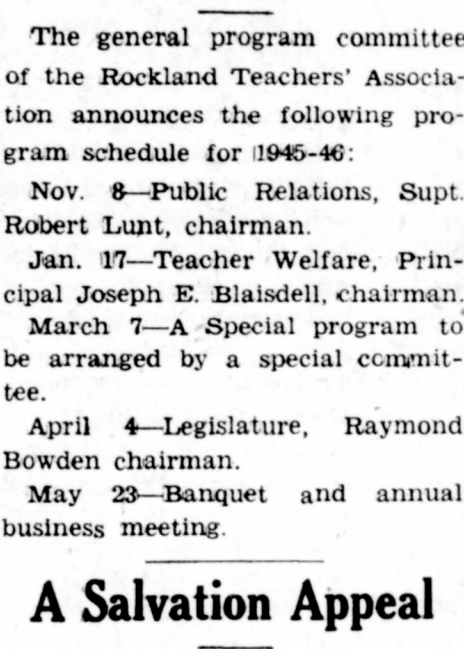 The general program committee
of the Rockland Teachers' Associa-
tion announces the following pro-
gram schedule for 1945-46:
Nov. 8—Public Relations, Supt.
Robert Lunt, chairman.
Jan. 17—Teacher Welfare, Prin-
cipal Joseph E. Blaisdell, chairman.
March 7—A Special program to
be arranged by a special commit-
tee.
April 4—Legislature, Raymond
Bowden chairman.
May 23—Banquet and annual
business meeting.
A Salvation Appeal